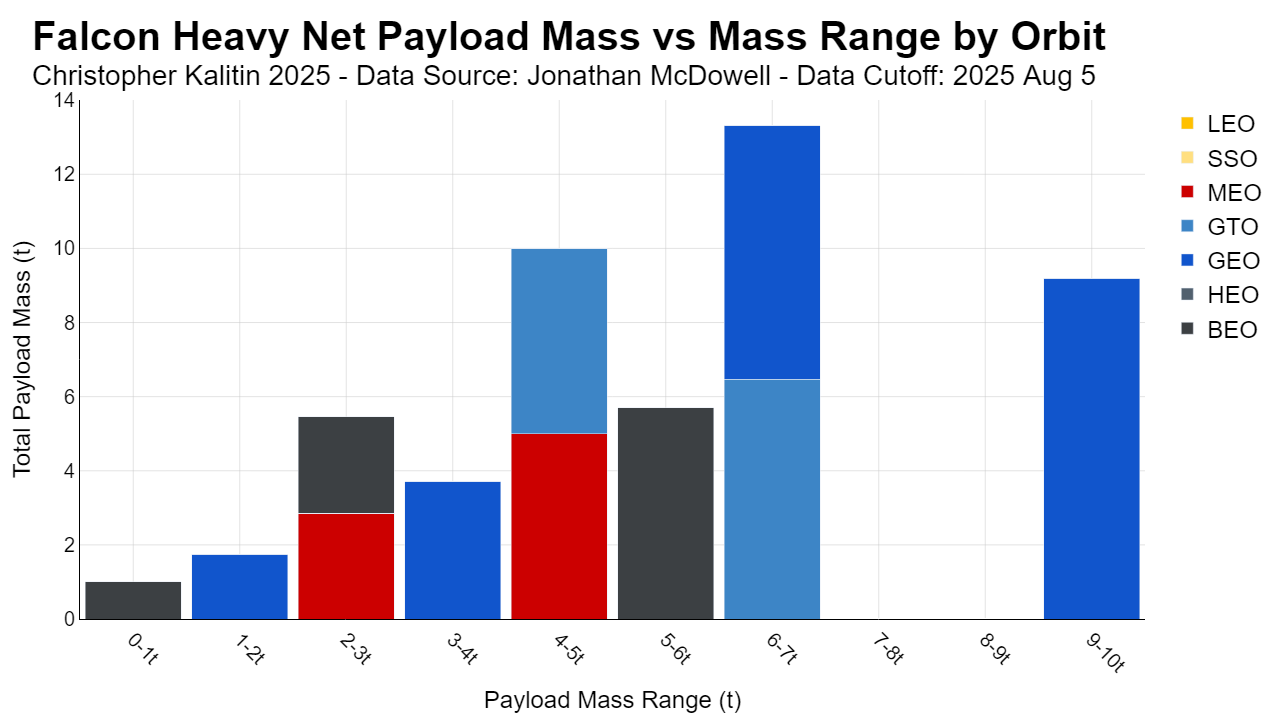 Falcon Heavy Net Payload Mass vs Mass Range by Orbit
Christopher Kalitin 2025 - Data Source: Jonathan McDowell - Data Cutoff: 2025 Aug 5
Total Payload Mass (t)
14
12
10
8
6
4
2
0
0-1t
1-2t
2-3t
3-4t
4-5t
5-6t
6-7t
7-8t
8-9t
9-10t
Payload Mass Range (t)
LEO
SSO
MEO
GTO
GEO
HEO
BEO